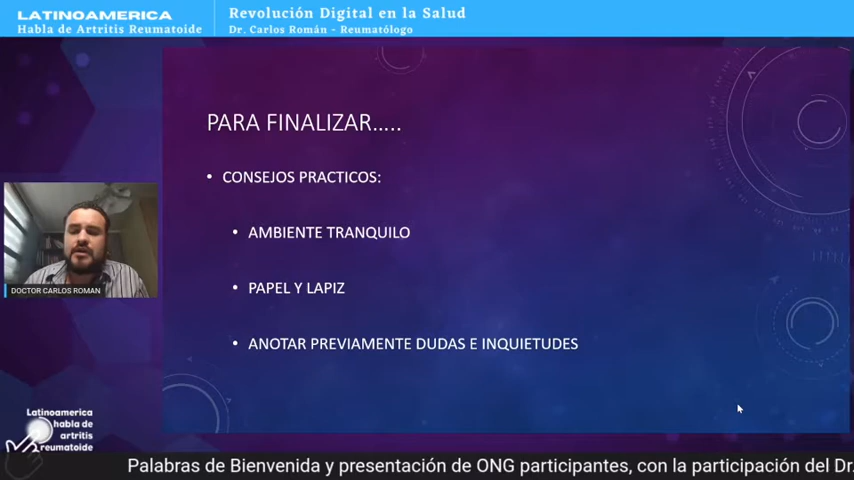 LATINOAMERICA
Habla de Artritis Reumatoide
Revolución Digital en la Salud
Dr. Carlos Román - Reumatólogo
PARA FINALIZAR.....
• CONSEJOS PRACTICOS:
• AMBIENTE TRANQUILO
• PAPEL Y LAPIZ
• ANOTAR PREVIAMENTE DUDAS E INQUIETUDES
DOCTOR CARLOS ROMAN
Latinoamerica
habla de
artritis
reumatoide
Palabras de Bienvenida y presentación de ONG participantes, con la participación del Dr.